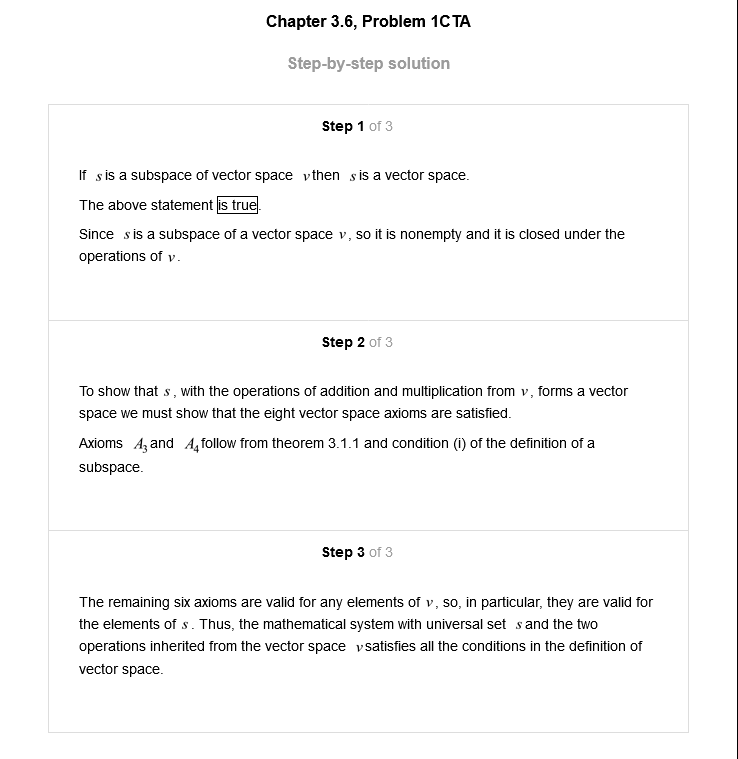 Chapter 3.6, Problem 1CTA
Step-by-step solution
Step 1 of 3
If s is a subspace of vector space v then s is a vector space.
The above statement is true.
Since s is a subspace of a vector space v, so it is nonempty and it is closed under the
operations of v.
Step 2 of 3
To show that s, with the operations of addition and multiplication from v, forms a vector
space we must show that the eight vector space axioms are satisfied.
Axioms A₃ and A₄ follow from theorem 3.1.1 and condition (i) of the definition of a
subspace.
Step 3 of 3
The remaining six axioms are valid for any elements of v, so, in particular, they are valid for
the elements of s. Thus, the mathematical system with universal set s and the two
operations inherited from the vector space v satisfies all the conditions in the definition of
vector space.